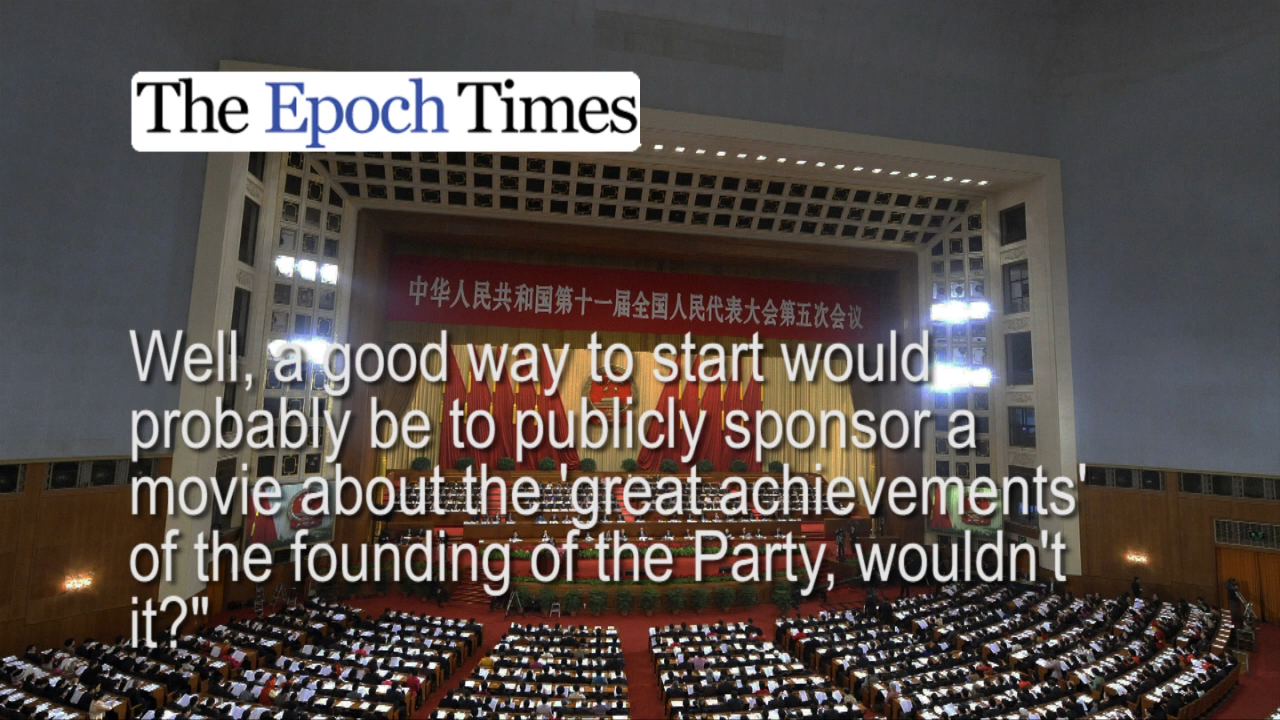 The Epoch Times
中华人民共和国第十一届全国人民代表大会第五次会议
Well, a good way to start would
probably be to publicly sponsor a
movie about the 'great achievements'
of the founding of the Party, wouldn't
it?"